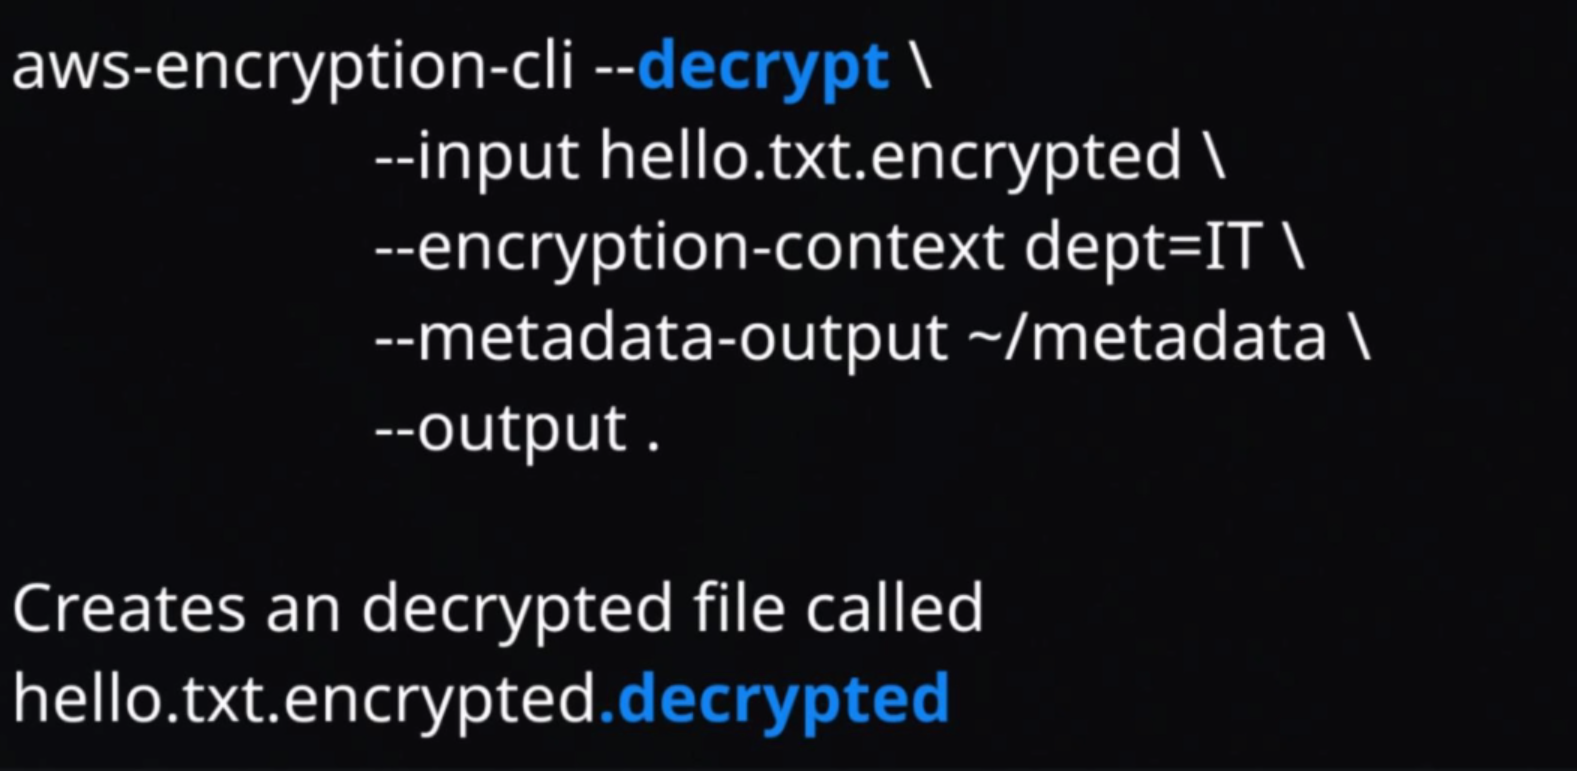 aws-encryption-cli --decrypt \
--input hello.txt.encrypted \
--encryption-context dept=IT \
--metadata-output ~/metadata \
--output .
Creates an decrypted file called
hello.txt.encrypted.decrypted